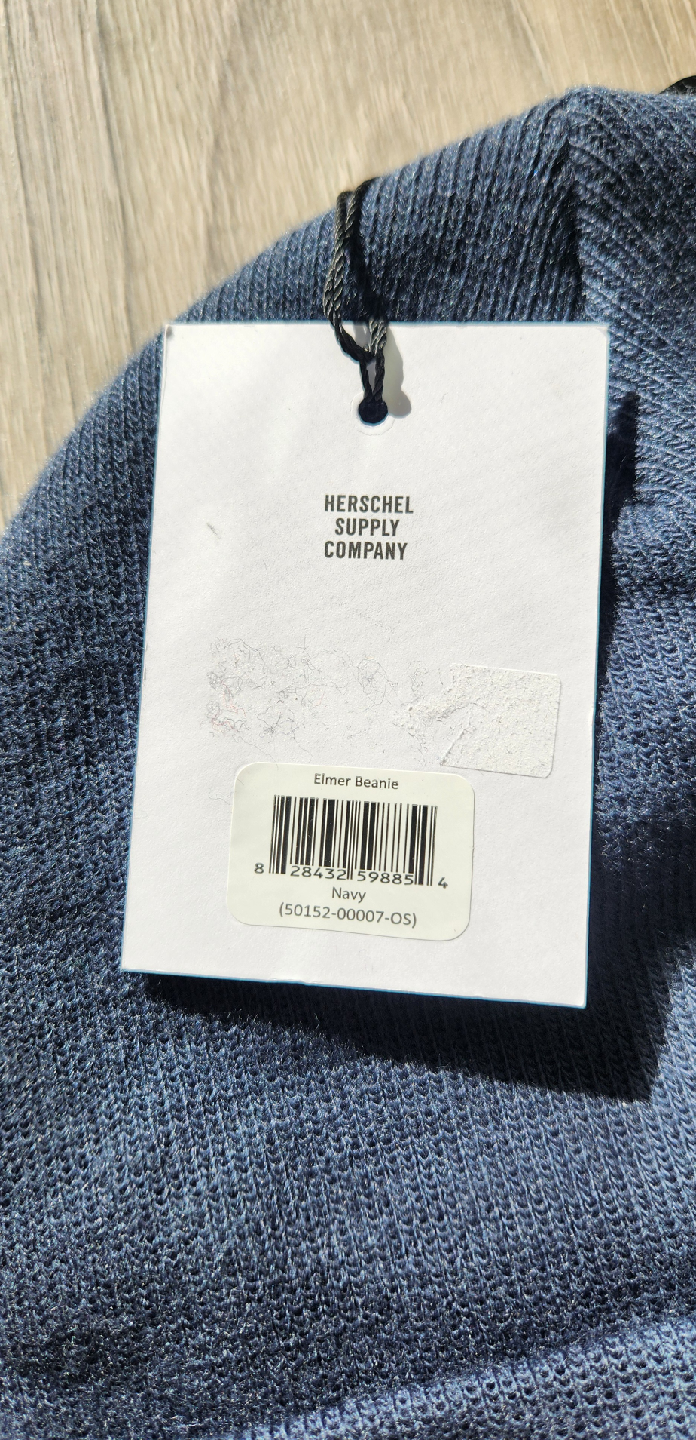 HERSCHEL
SUPPLY
COMPANY
Elmer Beanie
8 28432 59885 4
Navy
(50152-00007-OS)